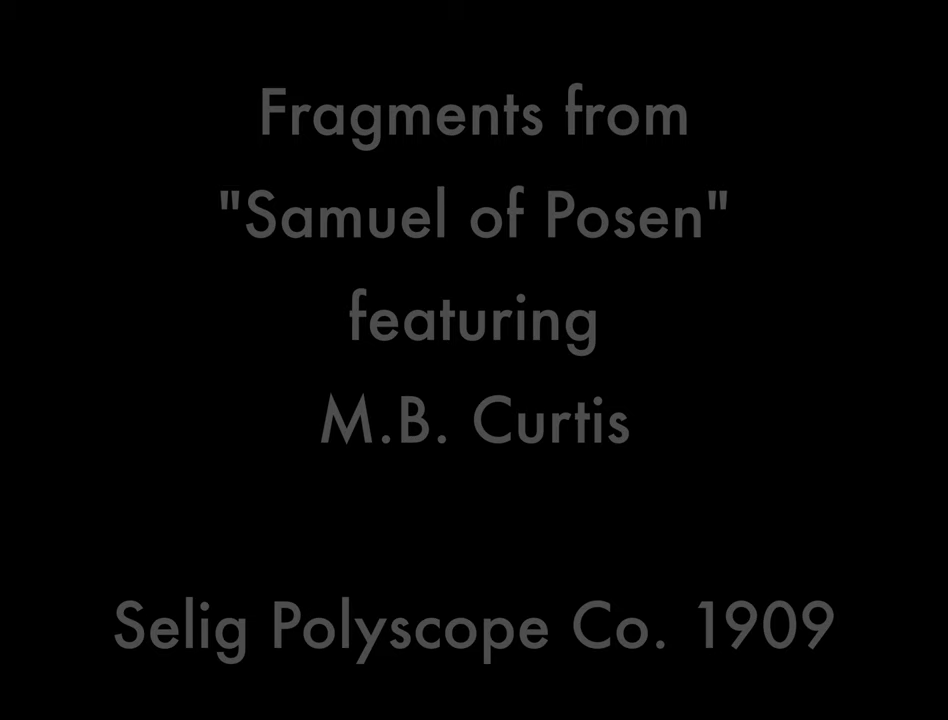 Fragments from
"Samuel of Posen"
featuring
M.B. Curtis
Selig Polyscope Co. 1909